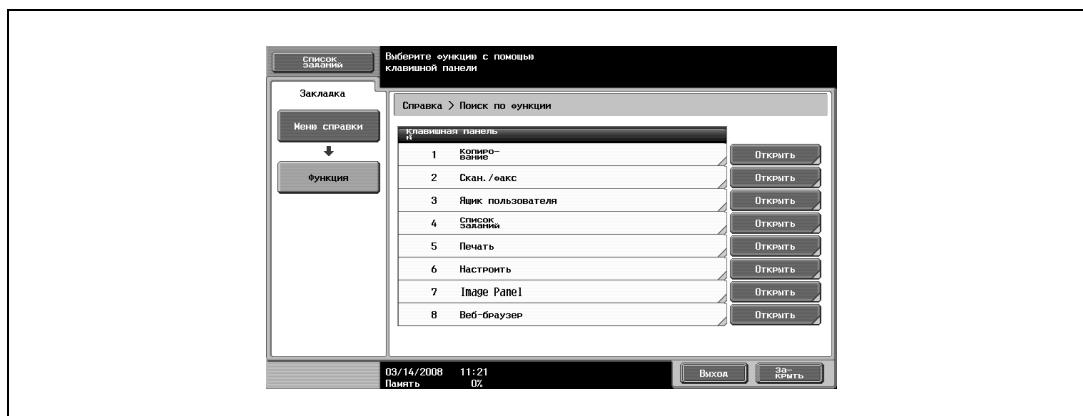 Список
заданий
Выберите функцию с помощью
клавишной панели
Закладка
Меню справки
Функция
Справка > Поиск по функции
Клавишная панель
й
1 Копиро-
вание Открыть
2 Скан./факс Открыть
3 Ящик пользователя Открыть
4 Список
заданий Открыть
5 Печать Открыть
6 Настроить Открыть
7 Image Panel Открыть
8 Веб-браузер Открыть
03/14/2008 11:21
Память 0%
Выход
За-
крыть